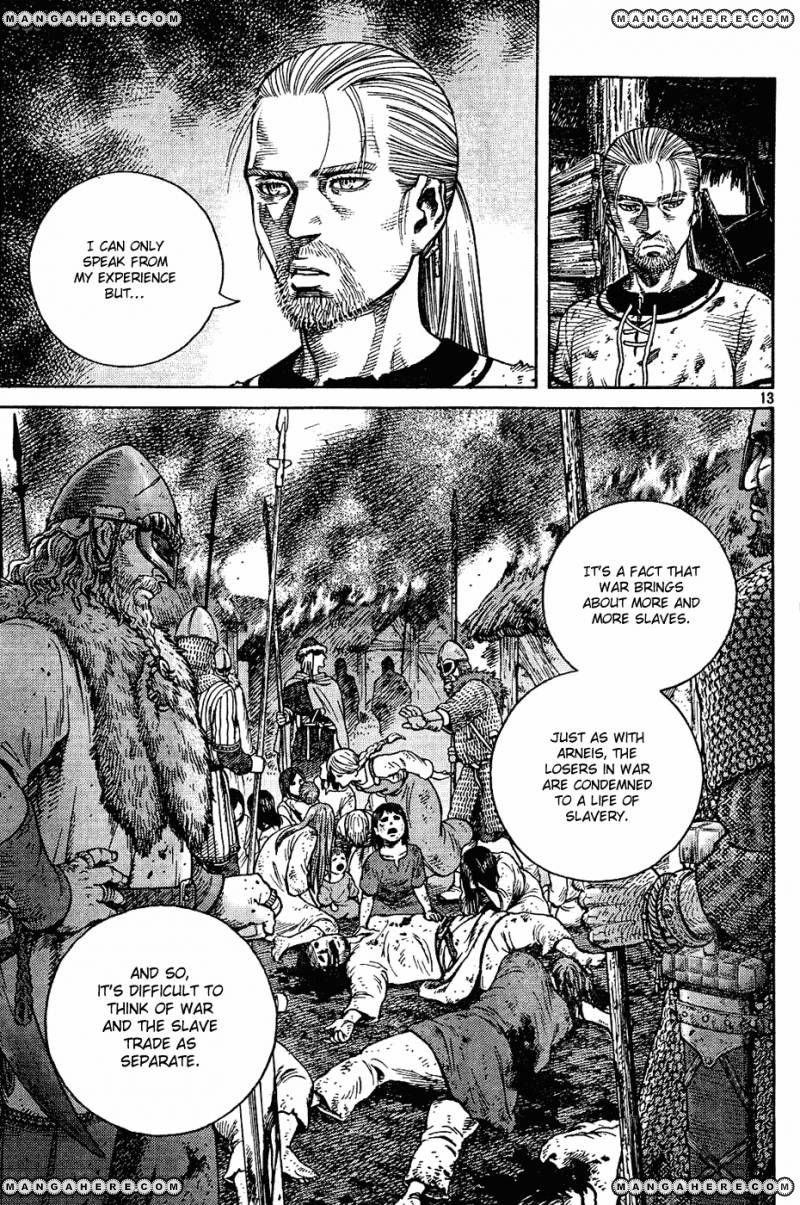 MANGAHERE.COM
MANGAHERE.COM
I CAN ONLY
SPEAK FROM
MY EXPERIENCE
BUT...
13
IT'S A FACT THAT
WAR BRINGS
ABOUT MORE AND
MORE SLAVES.
JUST AS WITH
ARNEIS, THE
LOSERS IN WAR
ARE CONDEMNED
TO A LIFE OF
SLAVERY.
AND SO,
IT'S DIFFICULT TO
THINK OF WAR
AND THE SLAVE
TRADE AS
SEPARATE.
MANGAHERE.COM
MANGAHERE.COM